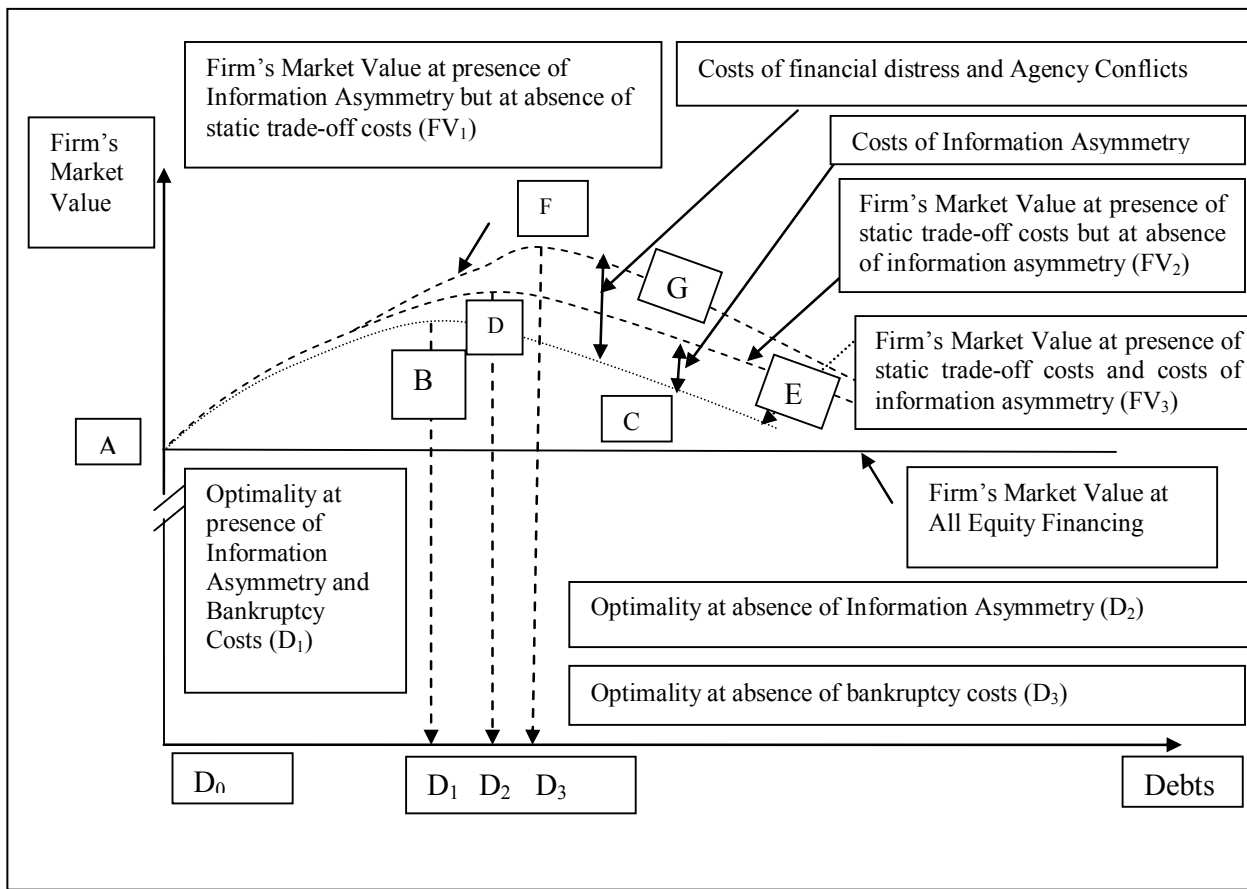 Firm's Market Value at presence of
Information Asymmetry but at absence of
static trade-off costs (FV₁)
Costs of financial distress and Agency Conflicts
Firm's
Market
Value
Costs of Information Asymmetry
F
Firm's Market Value at presence of
static trade-off costs but at absence
of information asymmetry (FV₂)
G
D
B
Firm's Market Value at presence of
static trade-off costs and costs of
information asymmetry (FV₃)
E
C
A
Optimality at
presence of
Information
Asymmetry and
Bankruptcy
Costs (D₁)
Firm's Market Value at
All Equity Financing
Optimality at absence of Information Asymmetry (D₂)
Optimality at absence of bankruptcy costs (D₃)
D₀
D₁ D₂ D₃
Debts